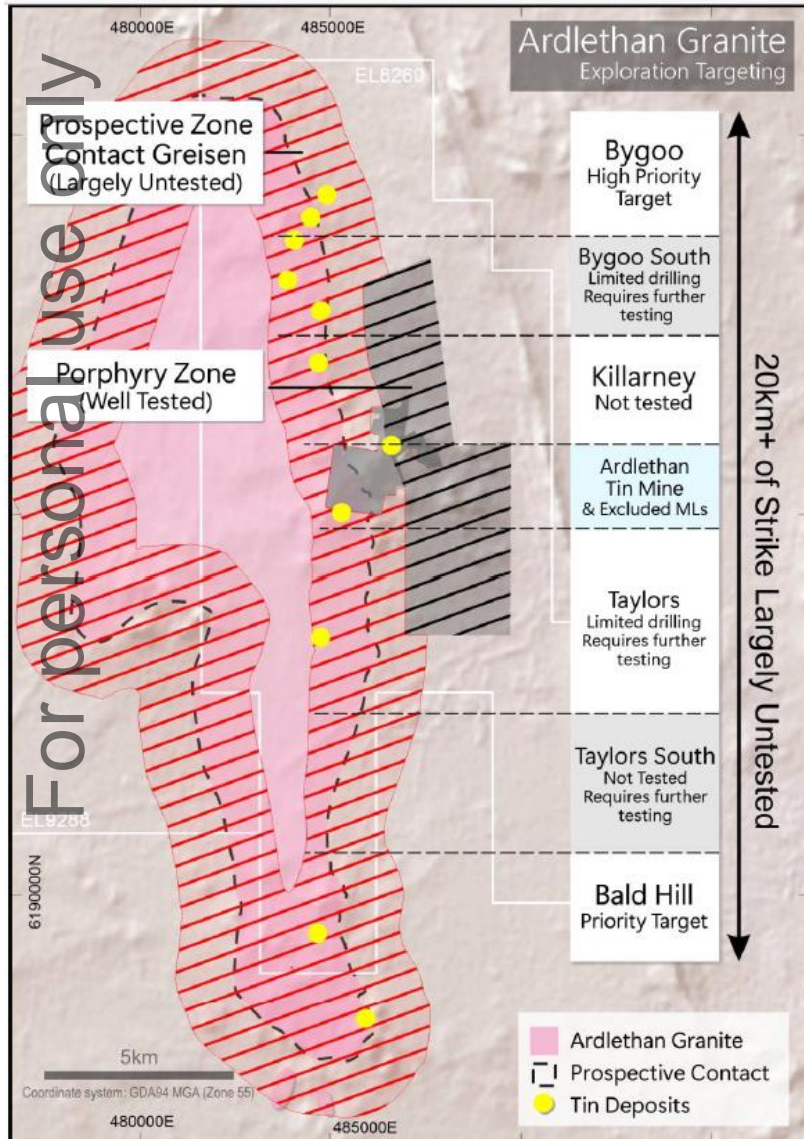 480000E
485000E
Ardlethan Granite
Exploration Targeting
EL8260
For personal use only
Prospective Zone
Contact Greisen
(Largely Untested)
Porphyry Zone
(Well Tested)
Bygoo
High Priority
Target
Bygoo South
Limited drilling
Requires further
testing
Killarney
Not tested
Ardlethan
Tin Mine
& Excluded MLs
Taylors
Limited drilling
Requires further
testing
Taylors South
Not Tested
Requires further
testing
Bald Hill
Priority Target
20km+ of Strike Largely Untested
EL9288
6190000N
5km
Coordinate system: GDA94 MGA (Zone 55)
Ardlethan Granite
Prospective Contact
Tin Deposits
480000E
485000E